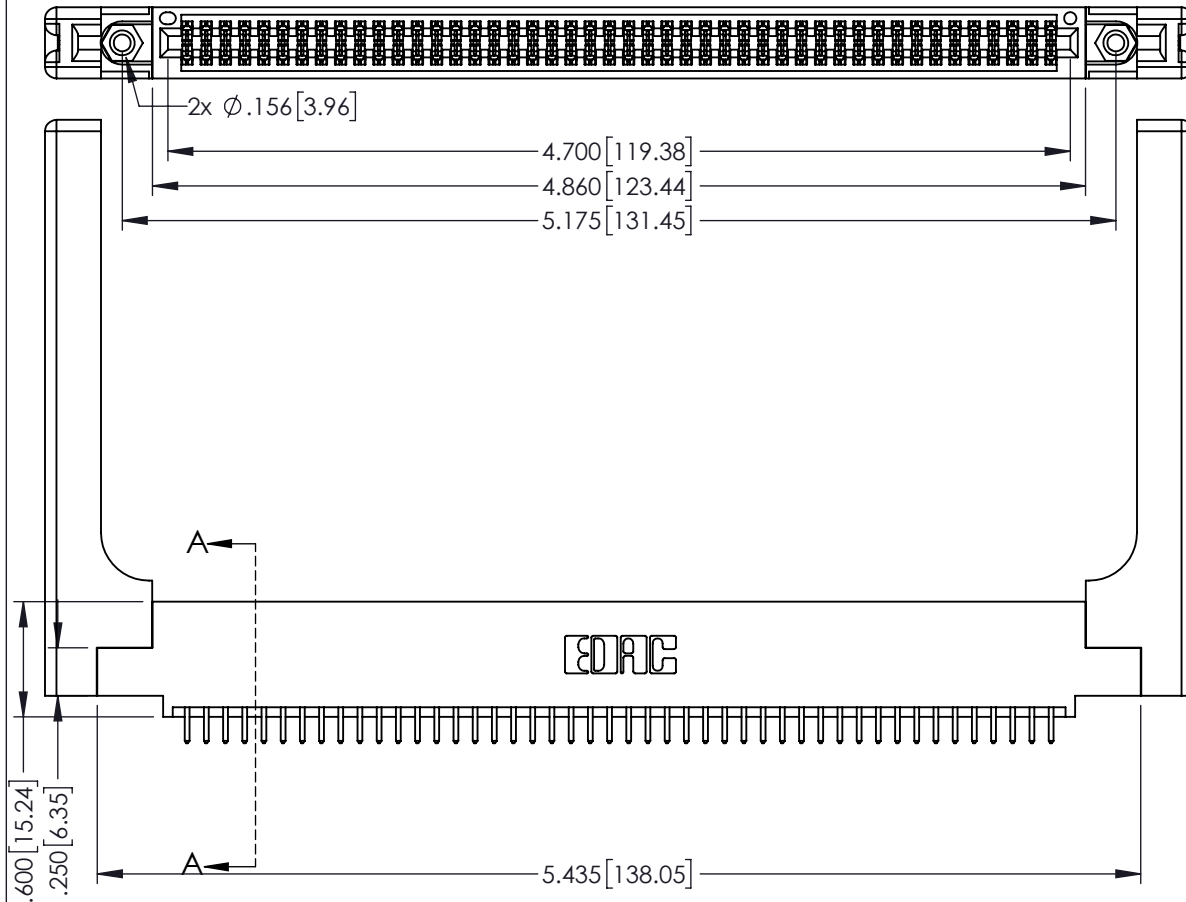 2x ∅.156[3.96]
4.700[119.38]
4.860[123.44]
5.175[131.45]
A
EDAC
.600[15.24]
.250[6.35]
A
5.435[138.05]